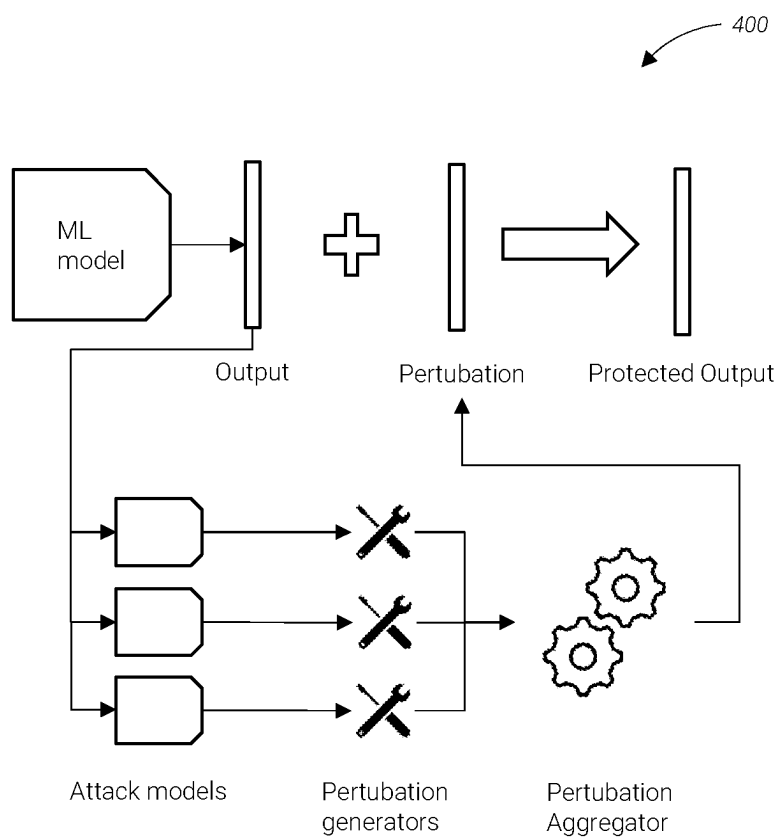 400
ML
model
Output
Pertubation
Protected Output
Attack models
Pertubation
generators
Pertubation
Aggregator